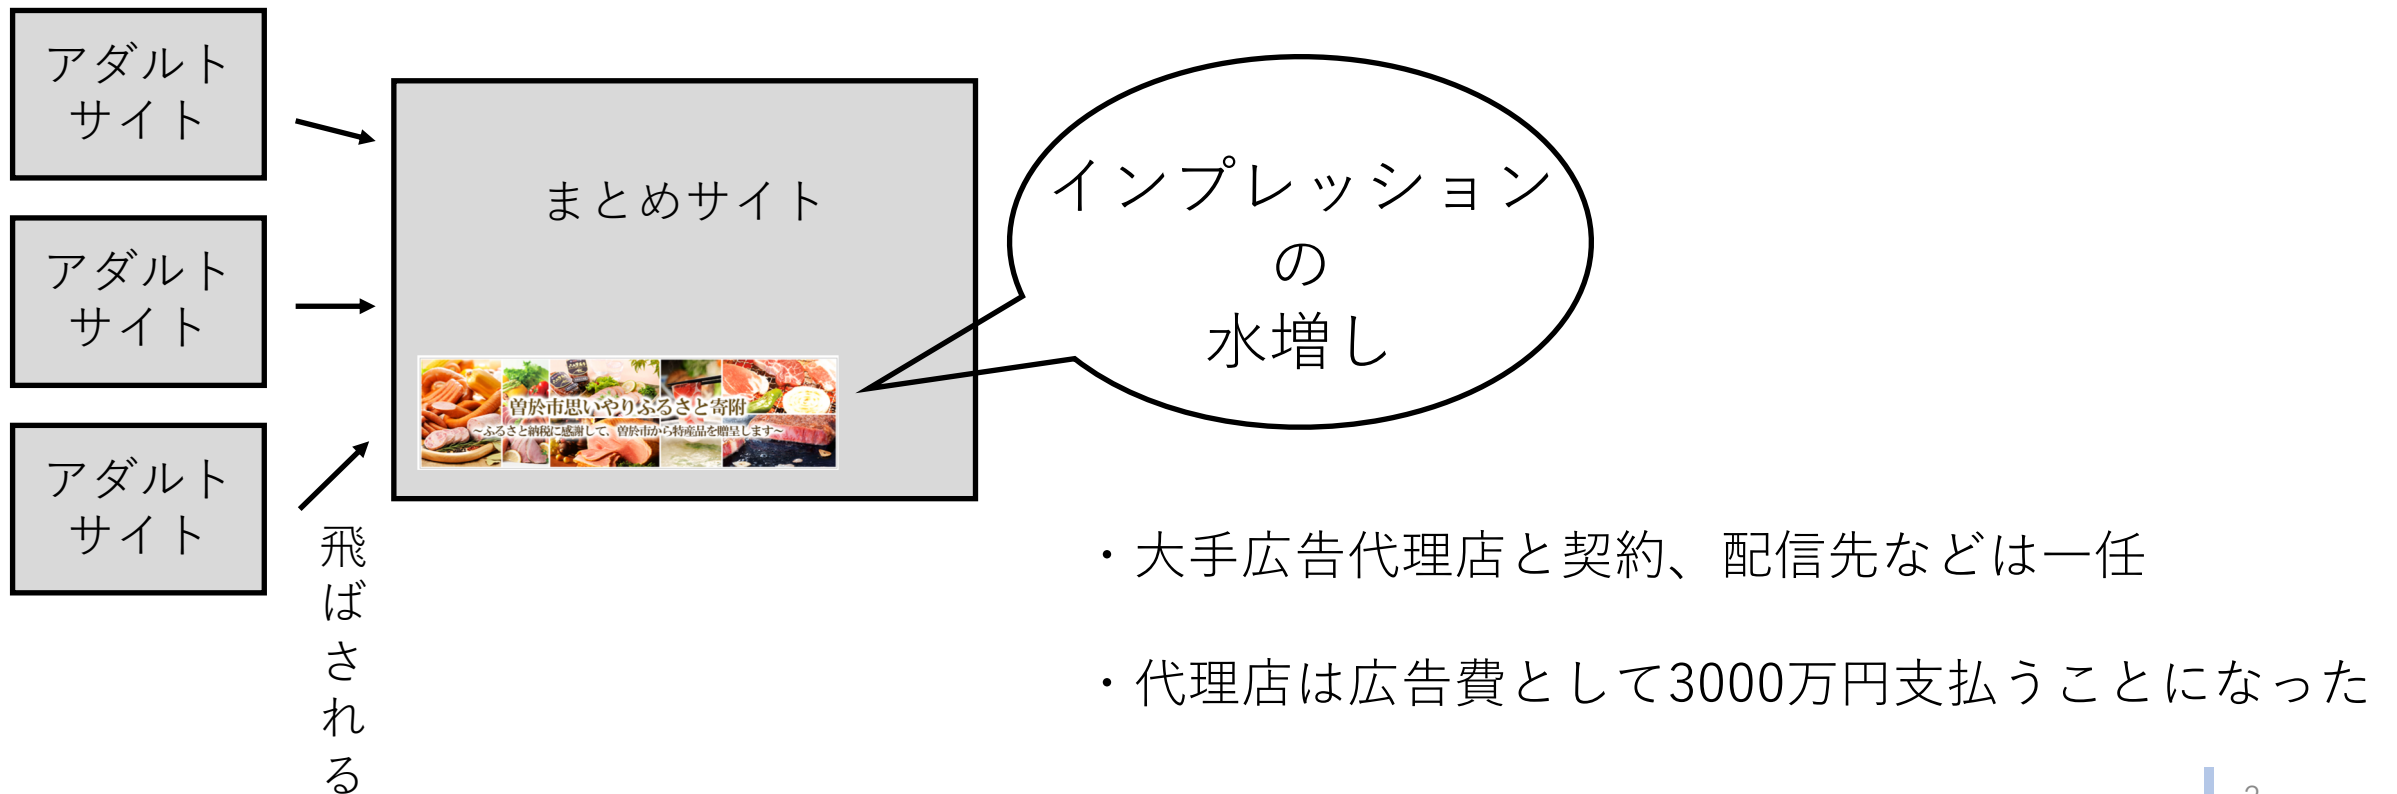 アダルト
サイト
アダルト
サイト
アダルト
サイト
飛ばされる
まとめサイト
曽於市思いやりふるさと寄附
~ふるさと納税に感謝して、曽於市から特産品を贈呈します~
インプレッション
の
水増し
・大手広告代理店と契約、配信先などは一任
・代理店は広告費として3000万円支払うことになった